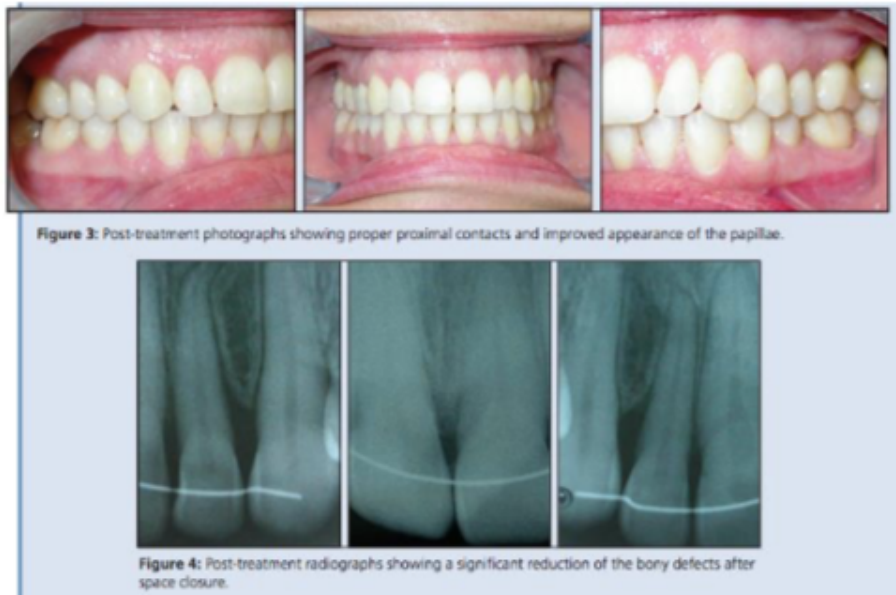 Figure 3: Post-treatment photographs showing proper proximal contacts and improved appearance of the papillae.
Figure 4: Post-treatment radiographs showing a significant reduction of the bony defects after
space closure.